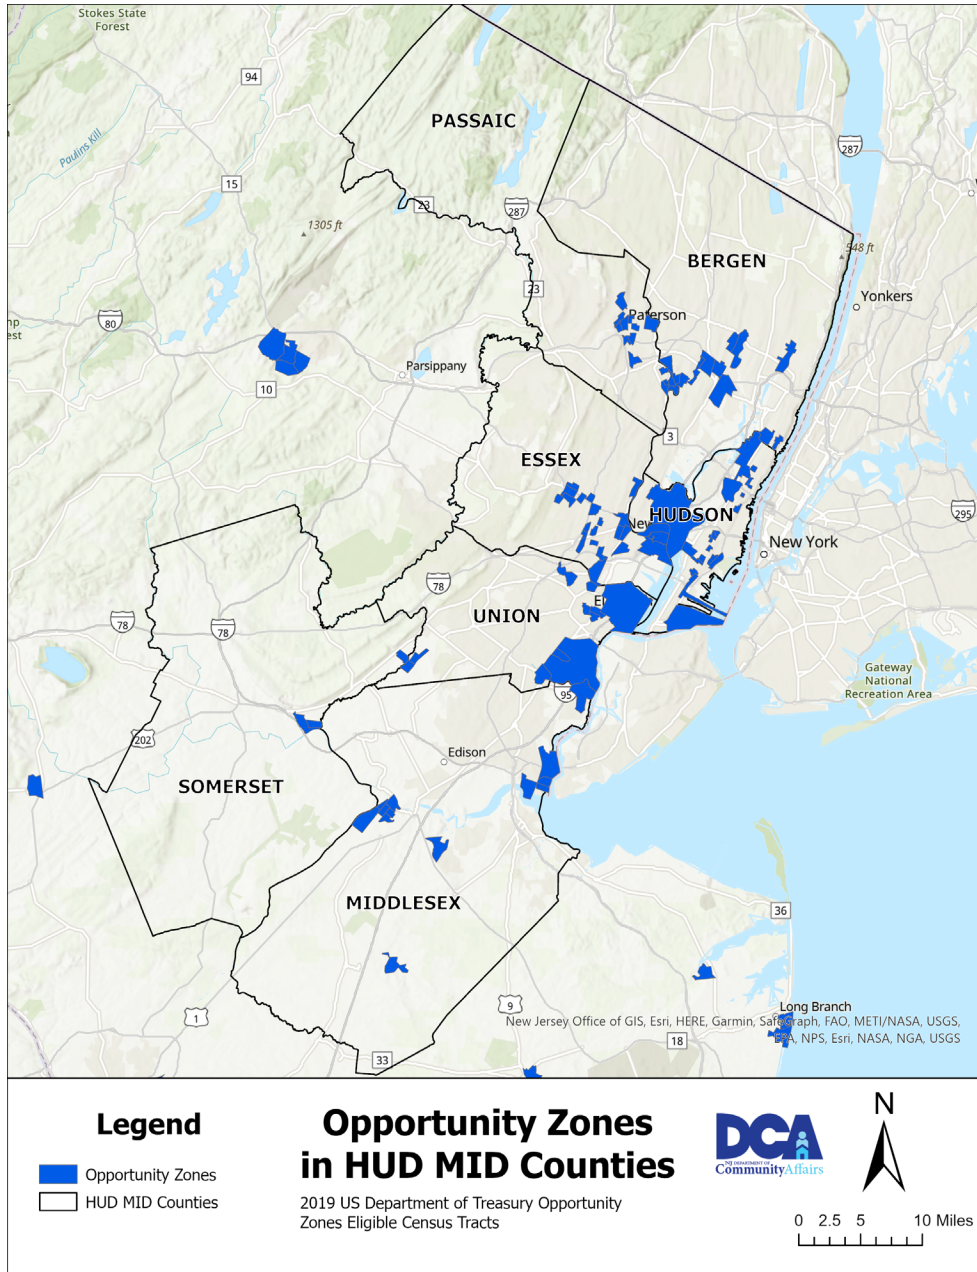 Stokes State
Forest
94
PASSAIC
287
Paulins Kill
15
23
287
1305 ft
548 ft
BERGEN
Yonkers
23
Paterson
80
Parsippany
10
3
ESSEX
HUDSON
295
New York
78
UNION
78
78
Gateway
National
Recreation Area
95
202
Edison
SOMERSET
MIDDLESEX
36
9
Long Branch
1
New Jersey Office of GIS, Esri, HERE, Garmin, SafeGraph, FAO, METI/NASA, USGS,
EPA, NPS, Esri, NASA, NGA, USGS
18
33
Legend
Opportunity Zones
HUD MID Counties
Opportunity Zones
in HUD MID Counties
2019 US Department of Treasury Opportunity
Zones Eligible Census Tracts
DCA
NJ DEPARTMENT OF
CommunityAffairs
N
0 2.5 5 10 Miles